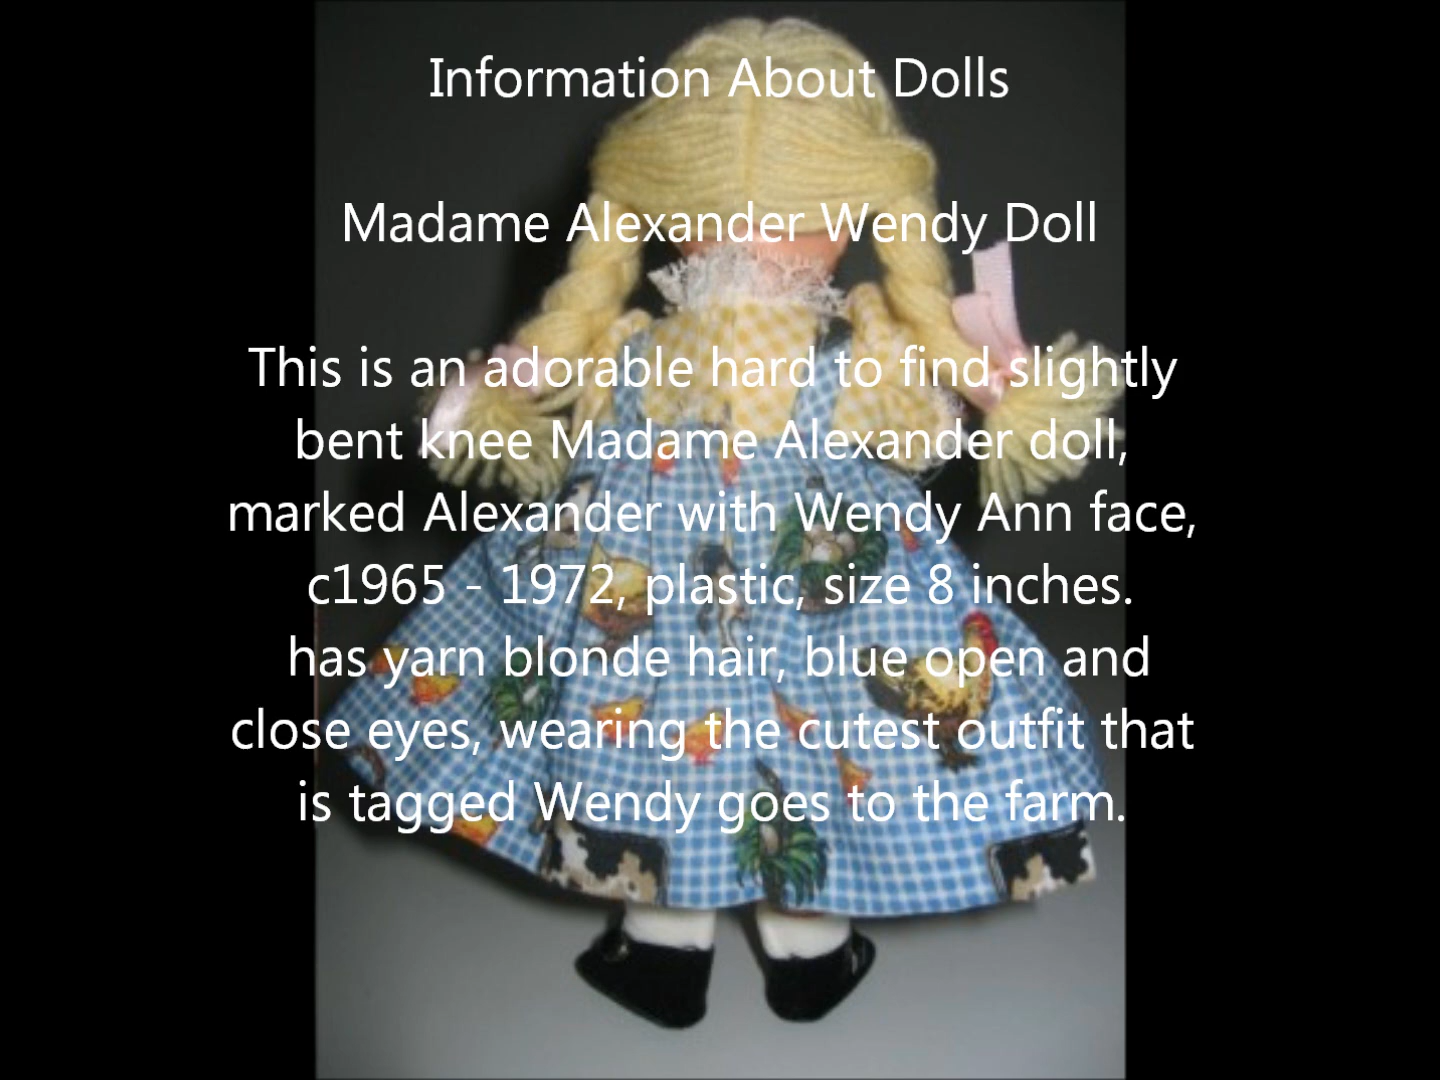 Information About Dolls
Madame Alexander Wendy Doll
This is an adorable hard to find slightly
bent knee Madame Alexander doll,
marked Alexander with Wendy Ann face,
c1965 - 1972, plastic, size 8 inches.
has yarn blonde hair, blue open and
close eyes, wearing the cutest outfit that
is tagged Wendy goes to the farm.